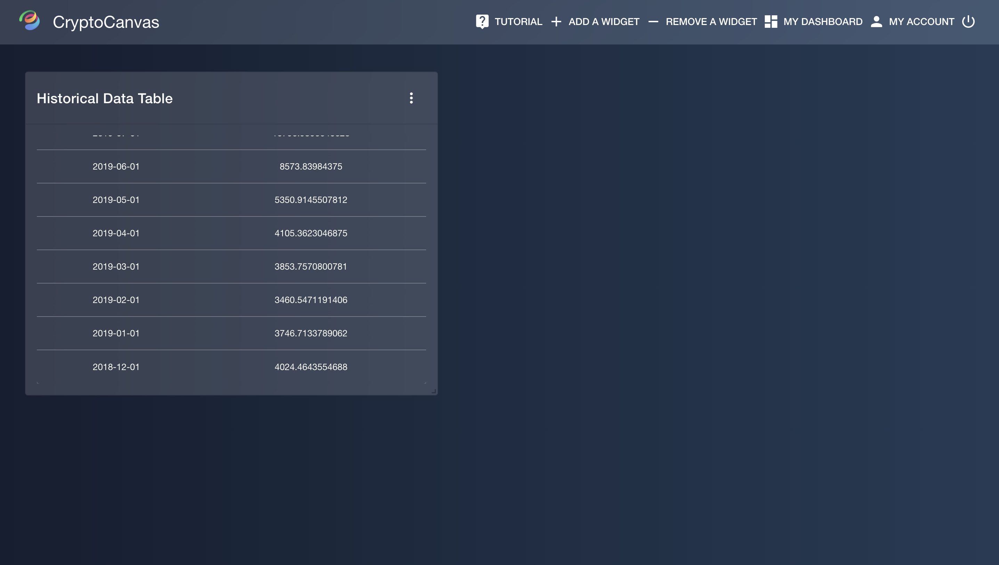 CryptoCanvas
TUTORIAL
ADD A WIDGET
REMOVE A WIDGET
MY DASHBOARD
MY ACCOUNT
Historical Data Table
2019-06-01 8573.83984375
2019-05-01 5350.9145507812
2019-04-01 4105.3623046875
2019-03-01 3853.7570800781
2019-02-01 3460.5471191406
2019-01-01 3746.7133789062
2018-12-01 4024.4643554688